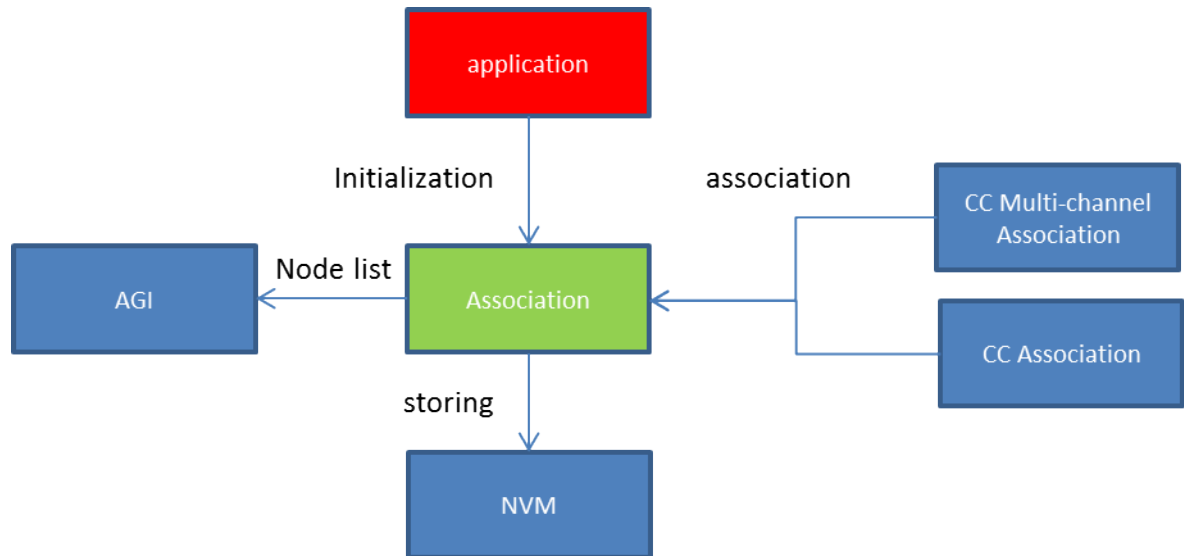 application
Initialization
association
CC Multi-channel
Association
Node list
AGI
Association
CC Association
storing
NVM